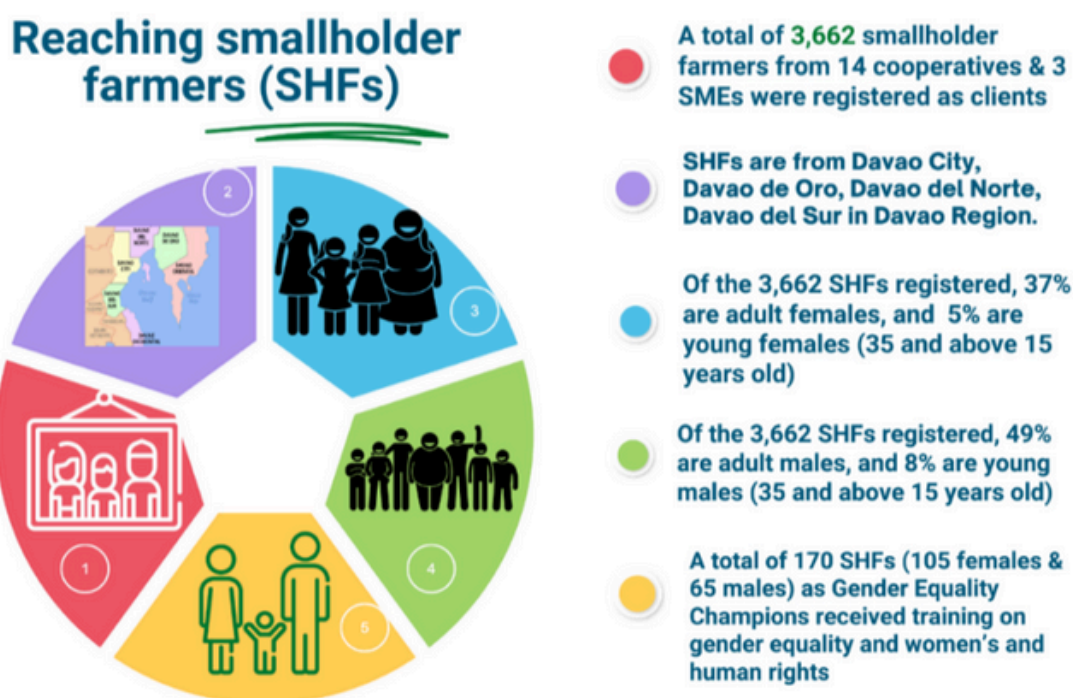 Reaching smallholder
farmers (SHFs)
A total of 3,662 smallholder
farmers from 14 cooperatives & 3
SMEs were registered as clients
SHFs are from Davao City,
Davao de Oro, Davao del Norte,
Davao del Sur in Davao Region.
Of the 3,662 SHFs registered, 37%
are adult females, and 5% are
young females (35 and above 15
years old)
Of the 3,662 SHFs registered, 49%
are adult males, and 8% are young
males (35 and above 15 years old)
A total of 170 SHFs (105 females &
65 males) as Gender Equality
Champions received training on
gender equality and women's and
human rights
2
3
1
4
5